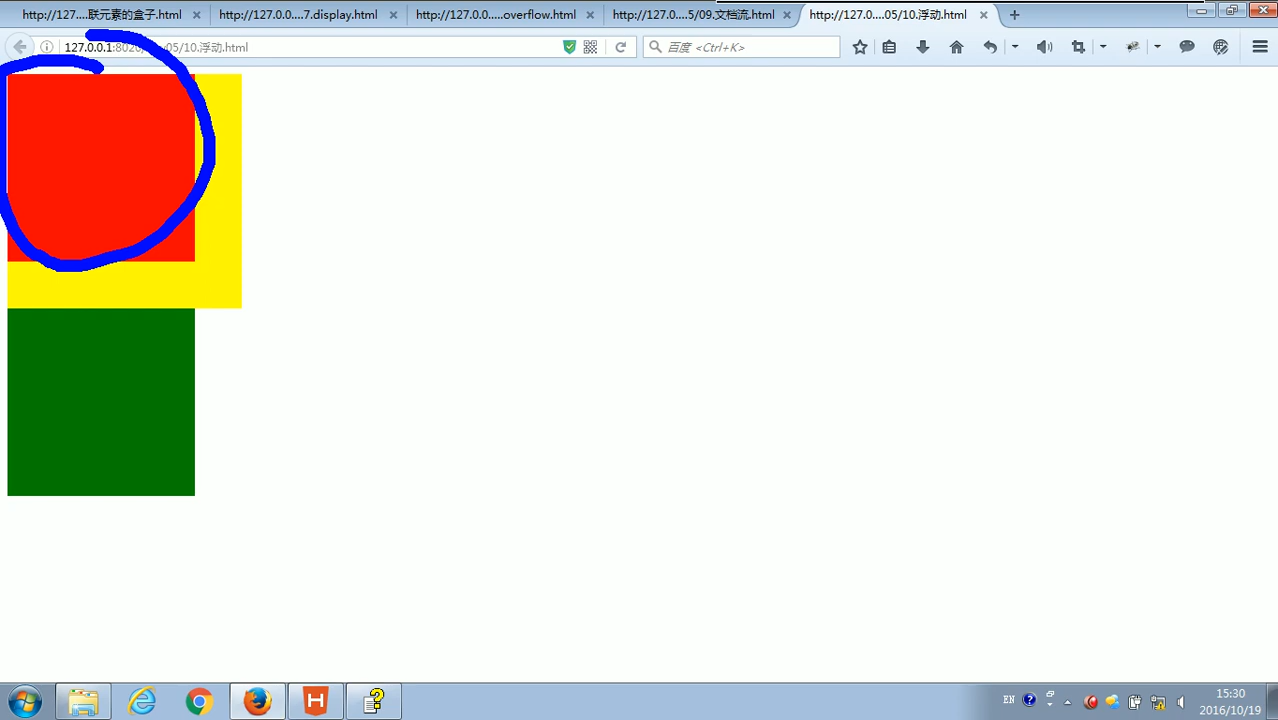 http://127....联元素的盒子.html
http://127.0.0....7.display.html
http://127.0.0.....overflow.html
http://127.0....5/09.文档流.html
http://127.0....05/10.浮动.html
127.0.0.1:8020/ 05/10.浮动.html
百度 <Ctrl+K>
EN
15:30
2016/10/19